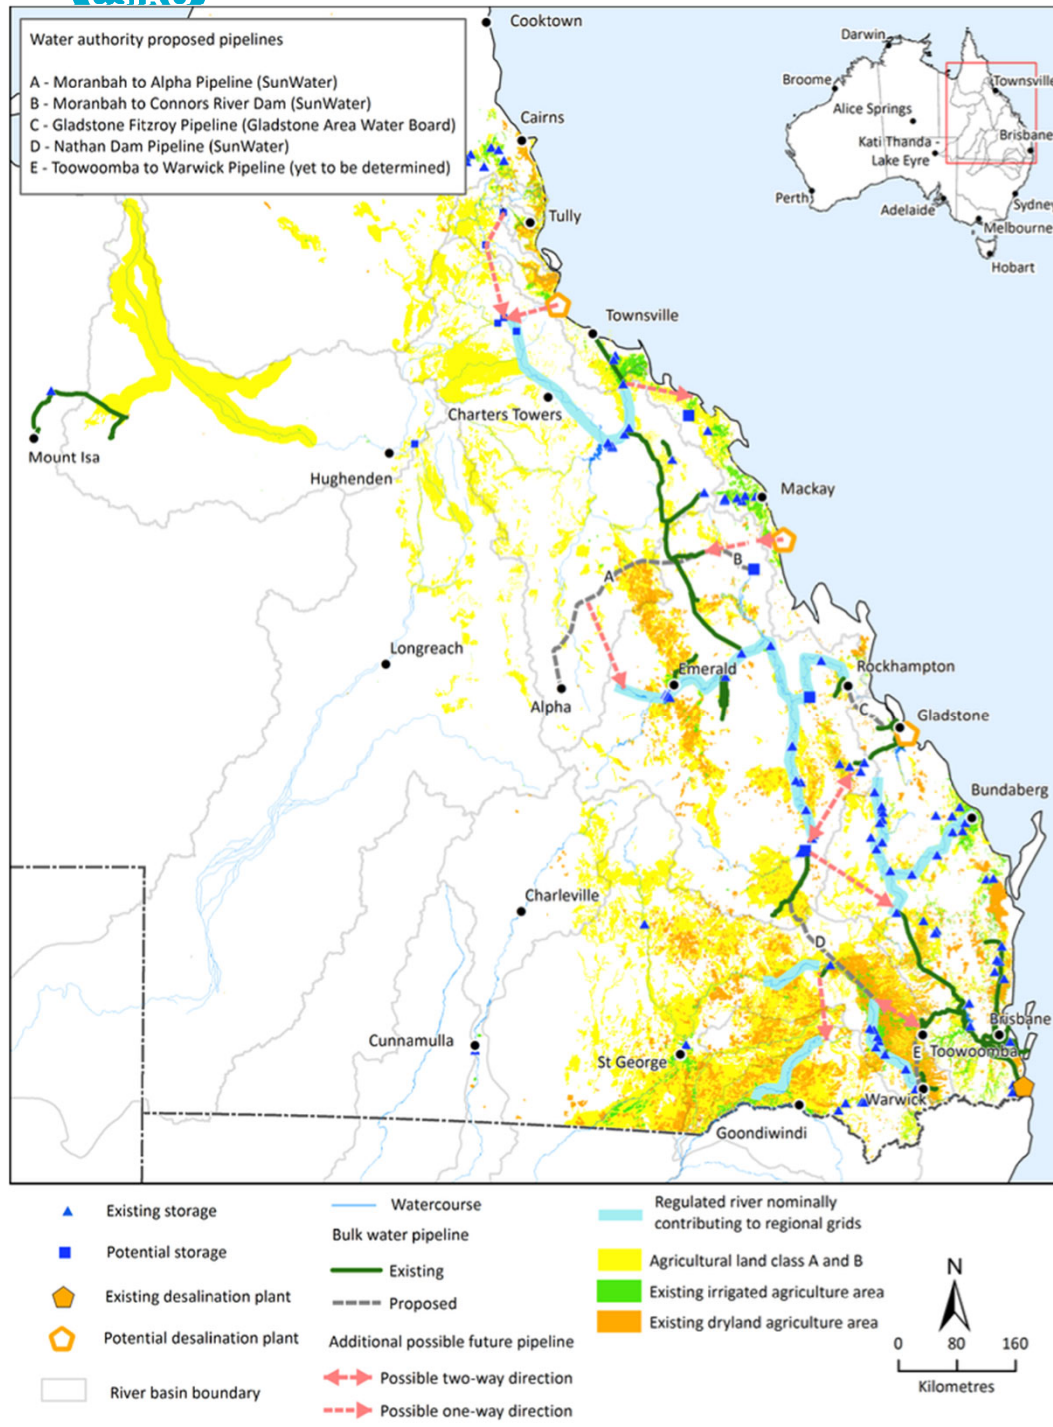 Water authority proposed pipelines
A - Moranbah to Alpha Pipeline (SunWater)
B - Moranbah to Connors River Dam (SunWater)
C - Gladstone Fitzroy Pipeline (Gladstone Area Water Board)
D - Nathan Dam Pipeline (SunWater)
E - Toowoomba to Warwick Pipeline (yet to be determined)
Cooktown
Cairns
Tully
Townsville
Charters Towers
Mount Isa
Hughenden
Mackay
A
B
Longreach
Alpha
Emerald
Rockhampton
C
Gladstone
Bundaberg
Charleville
D
Cunnamulla
St George
Brisbane
Toowoomba
E
Warwick
Goondiwindi
Darwin
Broome
Townsville
Alice Springs
Kati Thanda -
Lake Eyre
Brisbane
Perth
Adelaide
Sydney
Melbourne
Hobart
Existing storage
Potential storage
Existing desalination plant
Potential desalination plant
River basin boundary
Watercourse
Bulk water pipeline
Existing
Proposed
Additional possible future pipeline
Possible two-way direction
Possible one-way direction
Regulated river nominally
contributing to regional grids
Agricultural land class A and B
Existing irrigated agriculture area
Existing dryland agriculture area
N
0 80 160
Kilometres